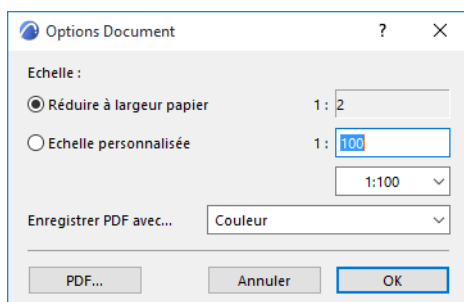 Options Document
?
Echelle :
Réduire à largeur papier 1 : 2
Echelle personnalisée 1 : 100
1:100
Enregistrer PDF avec... Couleur
PDF... Annuler OK